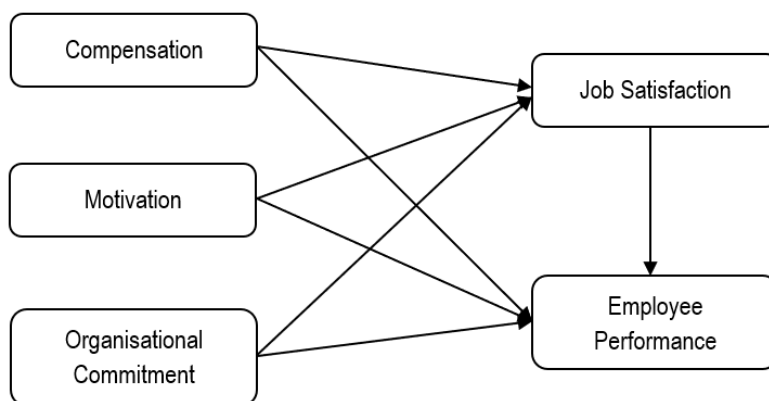 Compensation
Job Satisfaction
Motivation
Employee
Performance
Organisational
Commitment